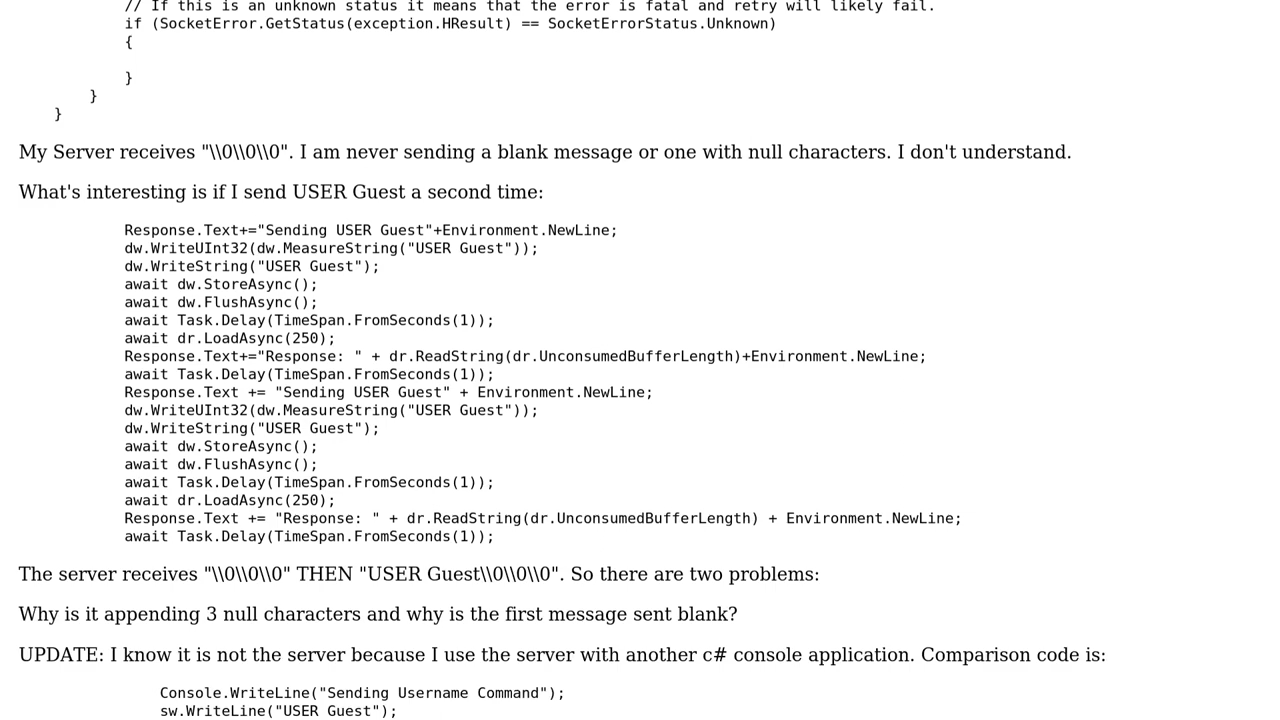 // If this is an unknown status it means that the error is fatal and retry will likely fail.
if (SocketError.GetStatus(exception.HResult) == SocketErrorStatus.Unknown)
{
}
}
}
My Server receives "\\0\\0\\0". I am never sending a blank message or one with null characters. I don't understand.
What's interesting is if I send USER Guest a second time:
Response.Text+="Sending USER Guest"+Environment.NewLine;
dw.WriteUInt32(dw.MeasureString("USER Guest"));
dw.WriteString("USER Guest");
await dw.StoreAsync();
await dw.FlushAsync();
await Task.Delay(TimeSpan.FromSeconds(1));
await dr.LoadAsync(250);
Response.Text+="Response: " + dr.ReadString(dr.UnconsumedBufferLength)+Environment.NewLine;
await Task.Delay(TimeSpan.FromSeconds(1));
Response.Text += "Sending USER Guest" + Environment.NewLine;
dw.WriteUInt32(dw.MeasureString("USER Guest"));
dw.WriteString("USER Guest");
await dw.StoreAsync();
await dw.FlushAsync();
await Task.Delay(TimeSpan.FromSeconds(1));
await dr.LoadAsync(250);
Response.Text += "Response: " + dr.ReadString(dr.UnconsumedBufferLength) + Environment.NewLine;
await Task.Delay(TimeSpan.FromSeconds(1));
The server receives "\\0\\0\\0" THEN "USER Guest\\0\\0\\0". So there are two problems:
Why is it appending 3 null characters and why is the first message sent blank?
UPDATE: I know it is not the server because I use the server with another c# console application. Comparison code is:
Console.WriteLine("Sending Username Command");
sw.WriteLine("USER Guest");